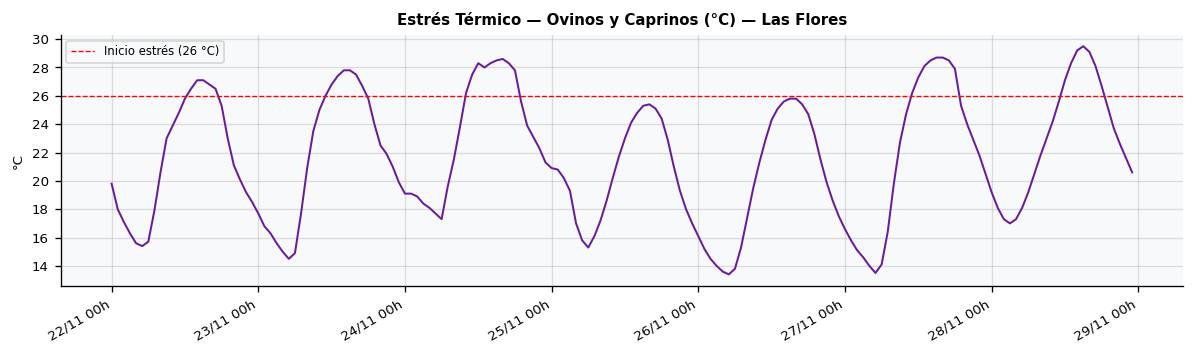 Estrés Térmico — Ovinos y Caprinos (°C) — Las Flores
Inicio estrés (26 °C)
°C
30
28
26
24
22
20
18
16
14
22/11 00h
23/11 00h
24/11 00h
25/11 00h
26/11 00h
27/11 00h
28/11 00h
29/11 00h